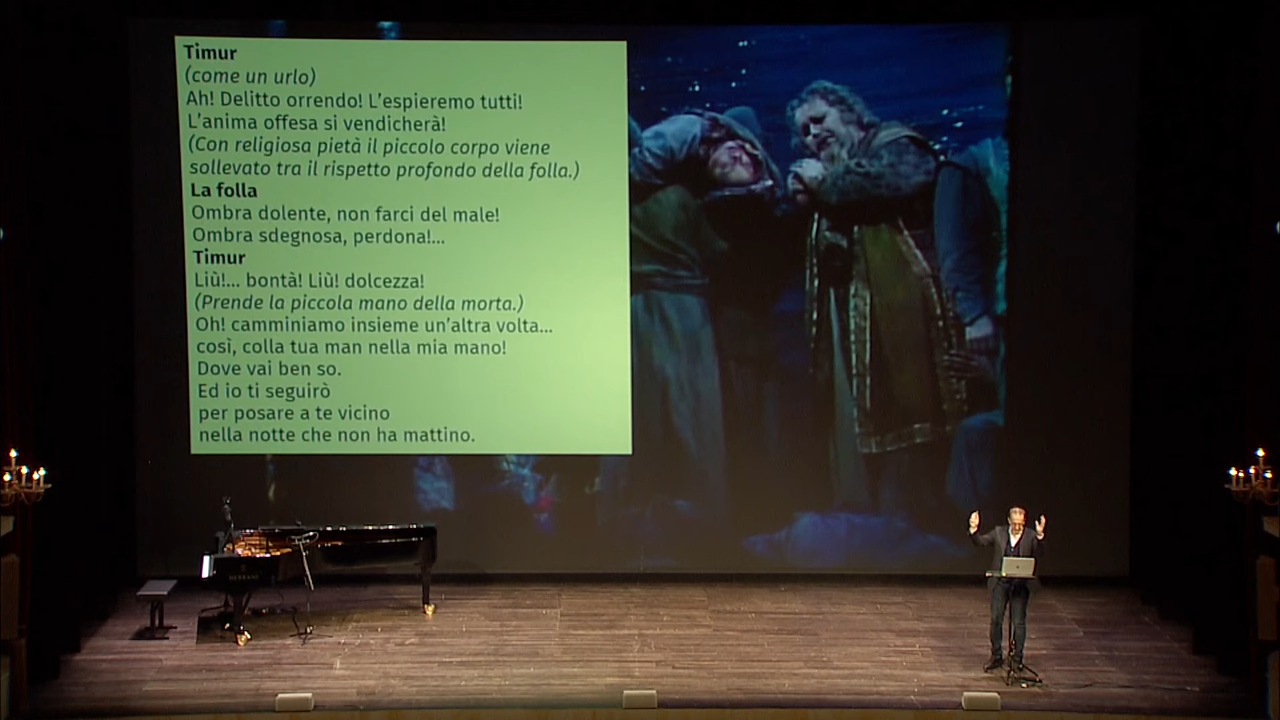 Timur
(come un urlo)
Ah! Delitto orrendo! L'espieremo tutti!
L'anima offesa si vendicherà!
(Con religiosa pietà il piccolo corpo viene
sollevato tra il rispetto profondo della folla.)
La folla
Ombra dolente, non farci del male!
Ombra sdegnosa, perdona!...
Timur
Liù!... bontà! Liù! dolcezza!
(Prende la piccola mano della morta.)
Oh! camminiamo insieme un'altra volta...
così, colla tua man nella mia mano!
Dove vai ben so.
Ed io ti seguirò
per posare a te vicino
nella notte che non ha mattino.